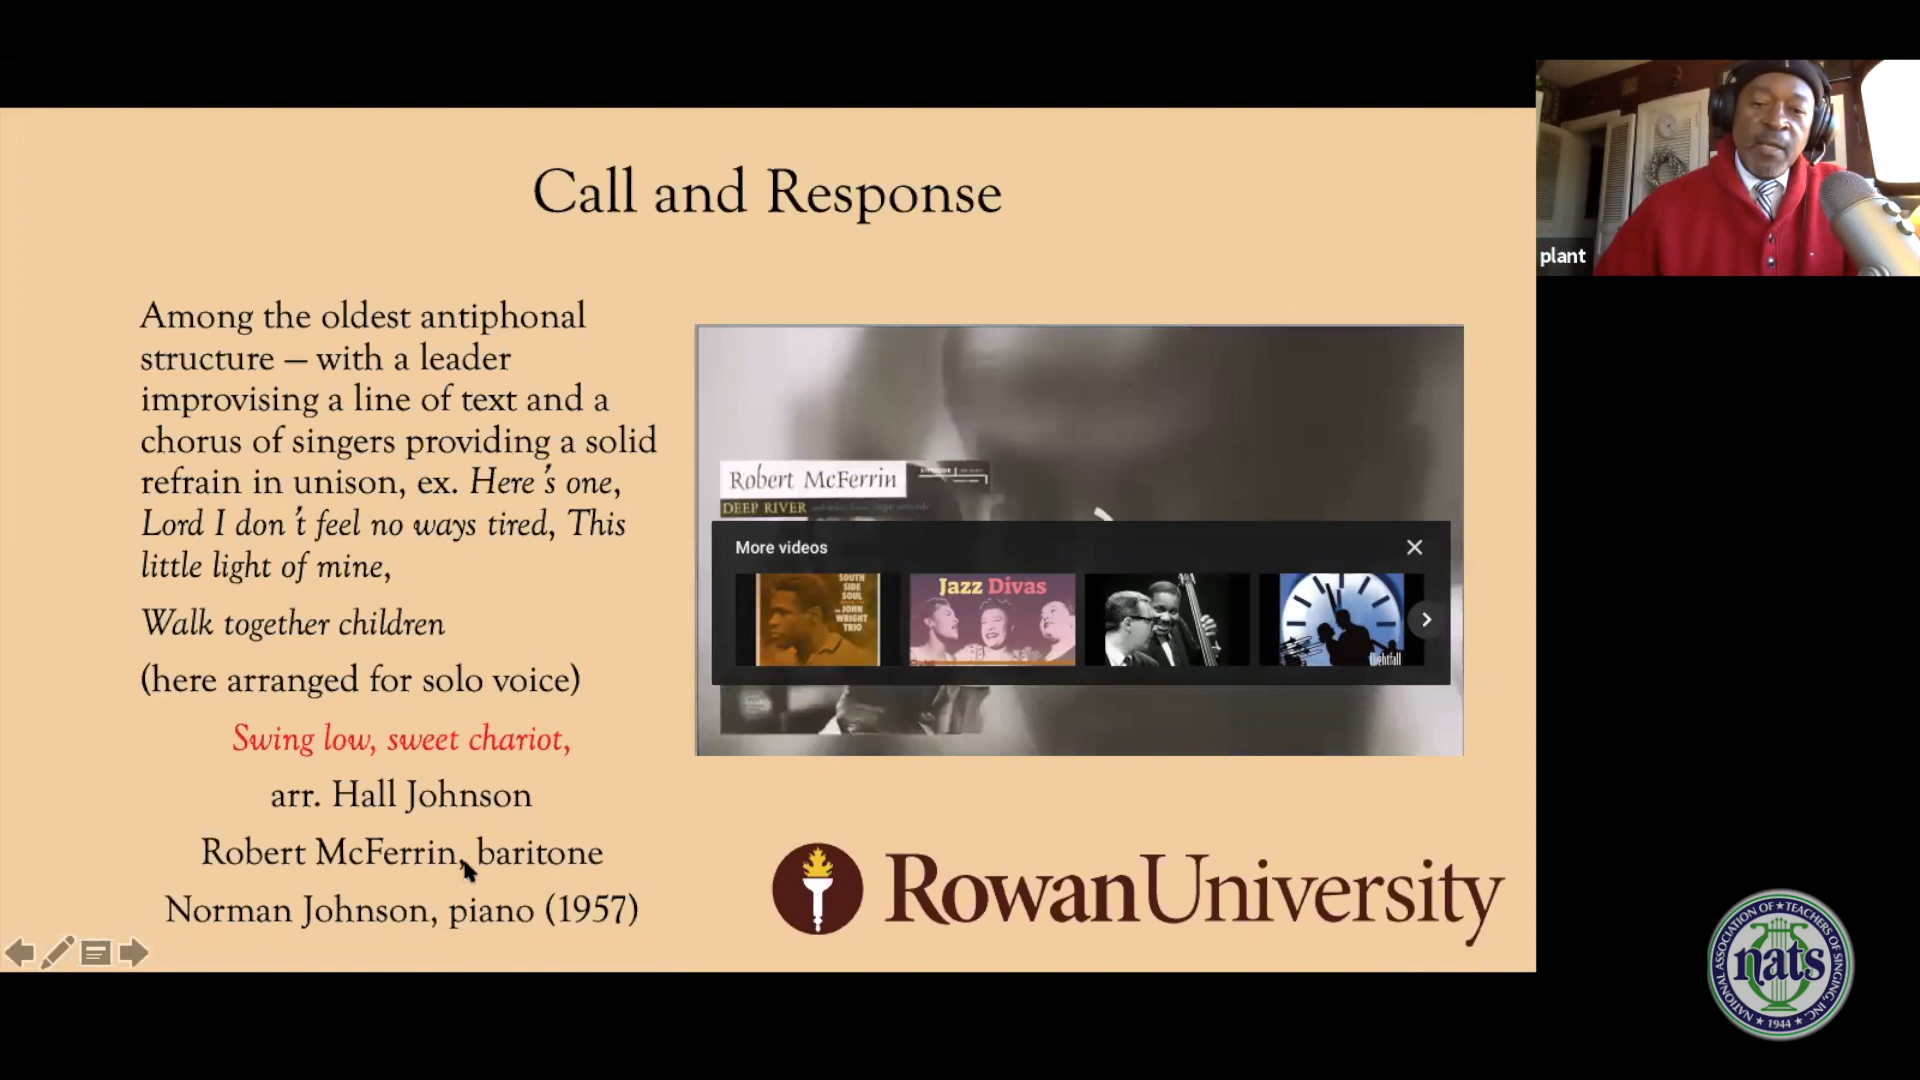 Call and Response
Among the oldest antiphonal
structure – with a leader
improvising a line of text and a
chorus of singers providing a solid
refrain in unison, ex. Here's one,
Lord I don't feel no ways tired, This
little light of mine,
Walk together children
(here arranged for solo voice)
Swing low, sweet chariot,
arr. Hall Johnson
Robert McFerrin, baritone
Norman Johnson, piano (1957)
Robert McFerrin
DEEP RIVER
More videos
SOUTH
SIDE
SOUL
JOHN
WRIGHT
TRIO
Jazz Divas
Nightfall
Rowan University
plant
NATIONAL ASSOCIATION OF ★ TEACHERS OF SINGING, INC.
nats
★ 1944 ★